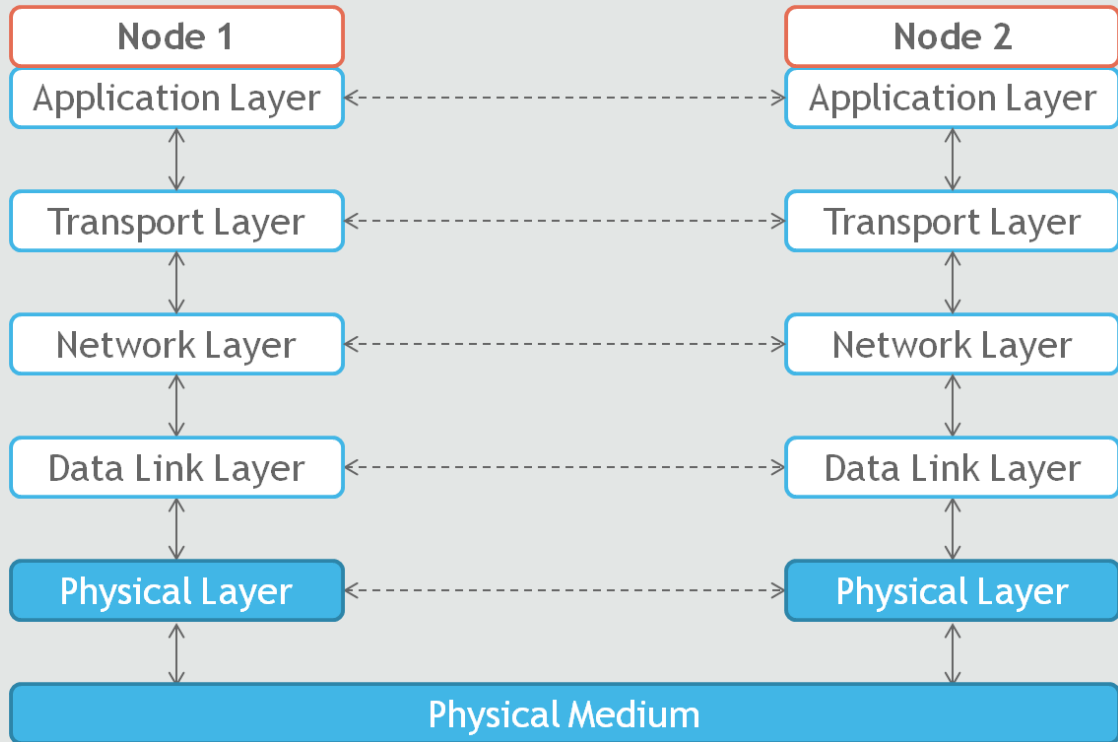 Node 1
Node 2
Application Layer
Application Layer
Transport Layer
Transport Layer
Network Layer
Network Layer
Data Link Layer
Data Link Layer
Physical Layer
Physical Layer
Physical Medium